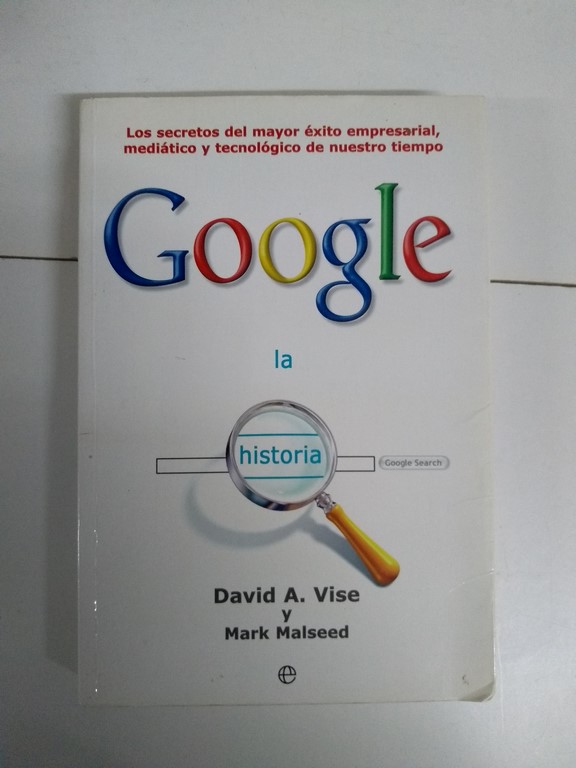 Los secretos del mayor éxito empresarial,
mediático y tecnológico de nuestro tiempo
Google
la
historia
Google Search
David A. Vise
y
Mark Malseed